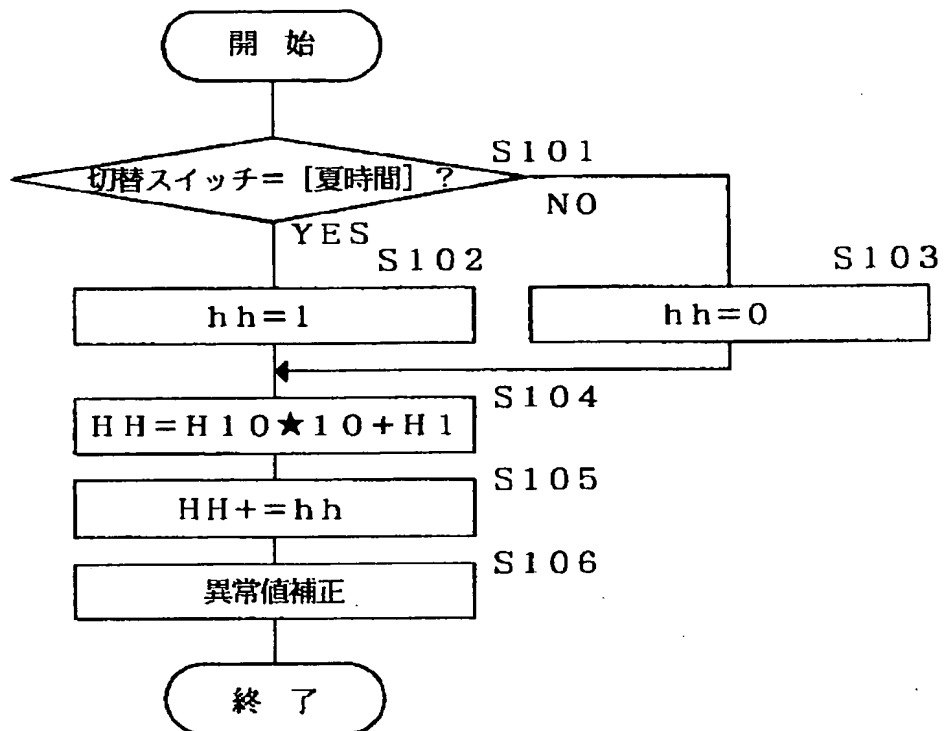 開始
S101
切替スイッチ=［夏時間］?
NO
YES
S102
S103
hh=1
hh=0
S104
HH=H10★10+H1
S105
HH+=hh
S106
異常値補正
終了